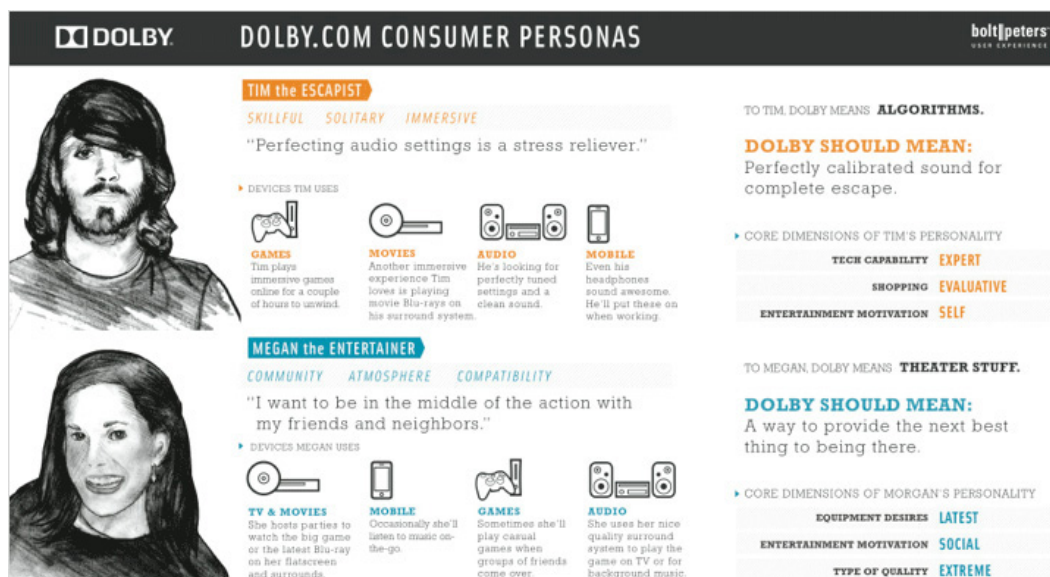 DOLBY
DOLBY.COM CONSUMER PERSONAS
bolt|peters
USER EXPERIENCE
TIM the ESCAPIST
SKILLFUL SOLITARY IMMERSIVE
"Perfecting audio settings is a stress reliever."
DEVICES TIM USES
GAMES
Tim plays
immersive games
online for a couple
of hours to unwind.
MOVIES
Another immersive
experience Tim
loves is playing
movie Blu-rays on
his surround system.
AUDIO
He's looking for
perfectly tuned
settings and a
clean sound.
MOBILE
Even his
headphones
sound awesome.
He'll put these on
when working.
TO TIM, DOLBY MEANS ALGORITHMS.
DOLBY SHOULD MEAN:
Perfectly calibrated sound for
complete escape.
CORE DIMENSIONS OF TIM'S PERSONALITY
TECH CAPABILITY EXPERT
SHOPPING EVALUATIVE
ENTERTAINMENT MOTIVATION SELF
MEGAN the ENTERTAINER
COMMUNITY ATMOSPHERE COMPATIBILITY
"I want to be in the middle of the action with
my friends and neighbors."
DEVICES MEGAN USES
TV & MOVIES
She hosts parties to
watch the big game
or the latest Blu-ray
on her flatscreen
and surrounds.
MOBILE
Occasionally she'll
listen to music on-
the-go.
GAMES
Sometimes she'll
play casual
games when
groups of friends
come over.
AUDIO
She uses her nice
quality surround
system to play the
game on TV or for
background music.
TO MEGAN, DOLBY MEANS THEATER STUFF.
DOLBY SHOULD MEAN:
A way to provide the next best
thing to being there.
CORE DIMENSIONS OF MORGAN'S PERSONALITY
EQUIPMENT DESIRES LATEST
ENTERTAINMENT MOTIVATION SOCIAL
TYPE OF QUALITY EXTREME